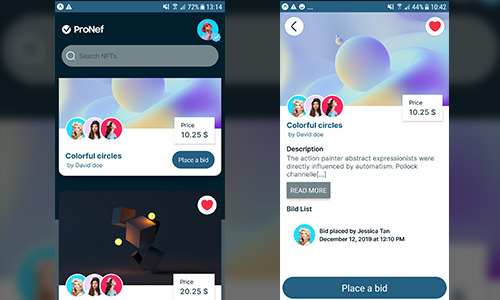 72% 13:14
ProNef
Search NFTs
Price
10.25 $
Colorful circles
by David doe
Place a bid
Price
20.25 $
44% 10:42
Price
10.25 $
Colorful circles
by David doe
Description
The action painter abstract expressionists were
directly influenced by automatism. Pollock
channelle[...]
READ MORE
Bild List
Bid placed by Jessica Tan
December 12, 2019 at 12:10 PM
Place a bid